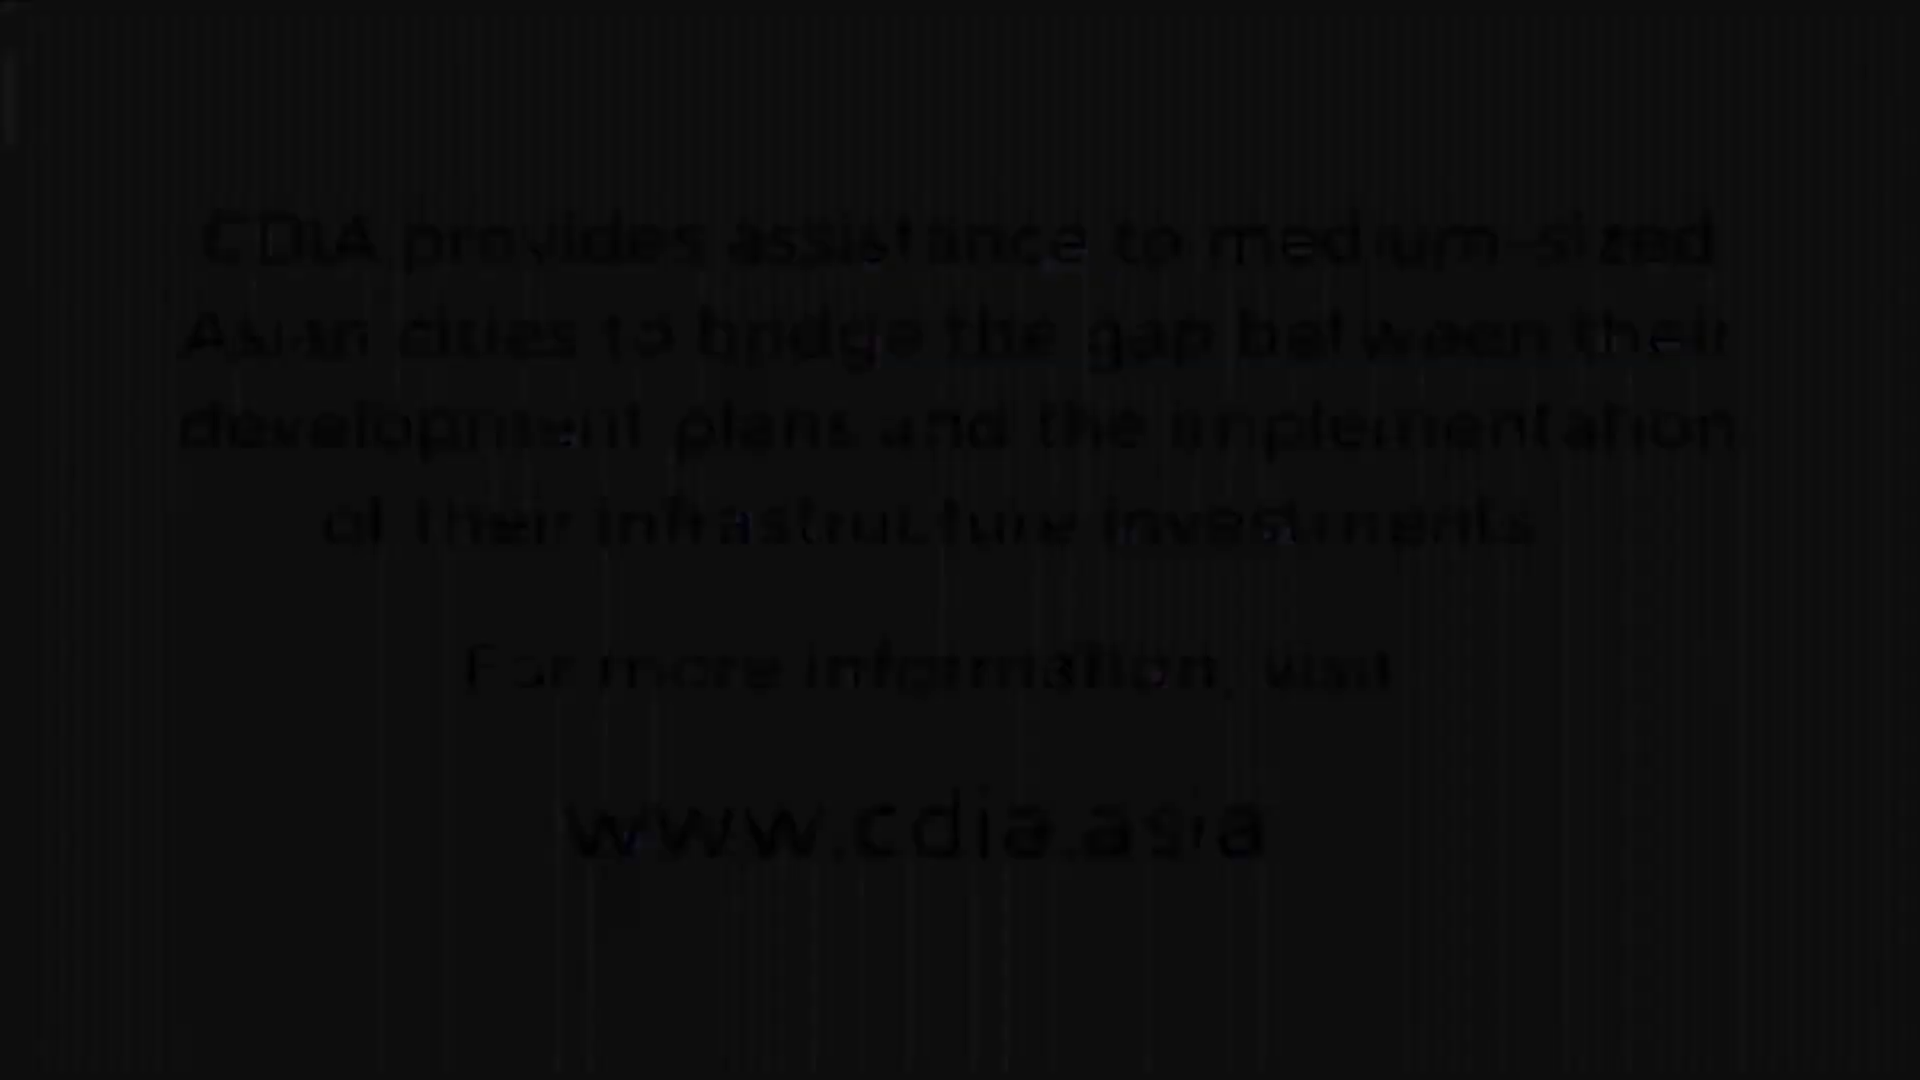 CDIA provides assistance to medium-sized
Asian cities to bridge the gap between their
development plans and the implementation
of their infrastructure investments
For more information, visit
www.cdia.asia